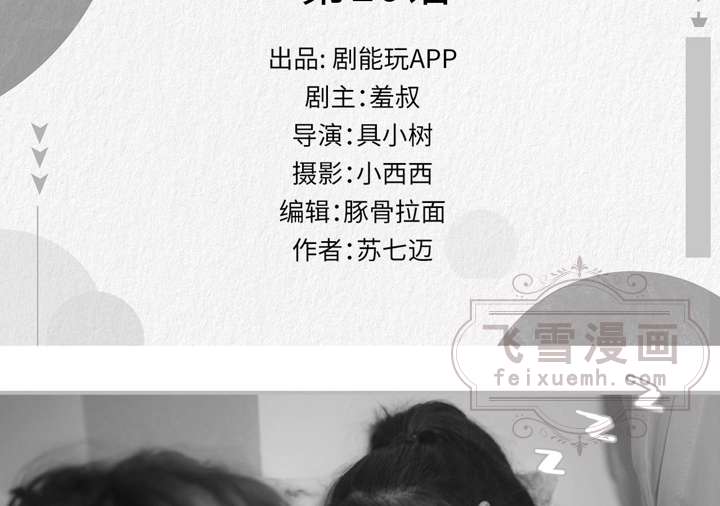 出品: 剧能玩APP
剧主：羞叔
导演：具小树
摄影：小西西
编辑：豚骨拉面
作者：苏七迈
飞雪漫画
feixuemh.com
Z
Z
Z